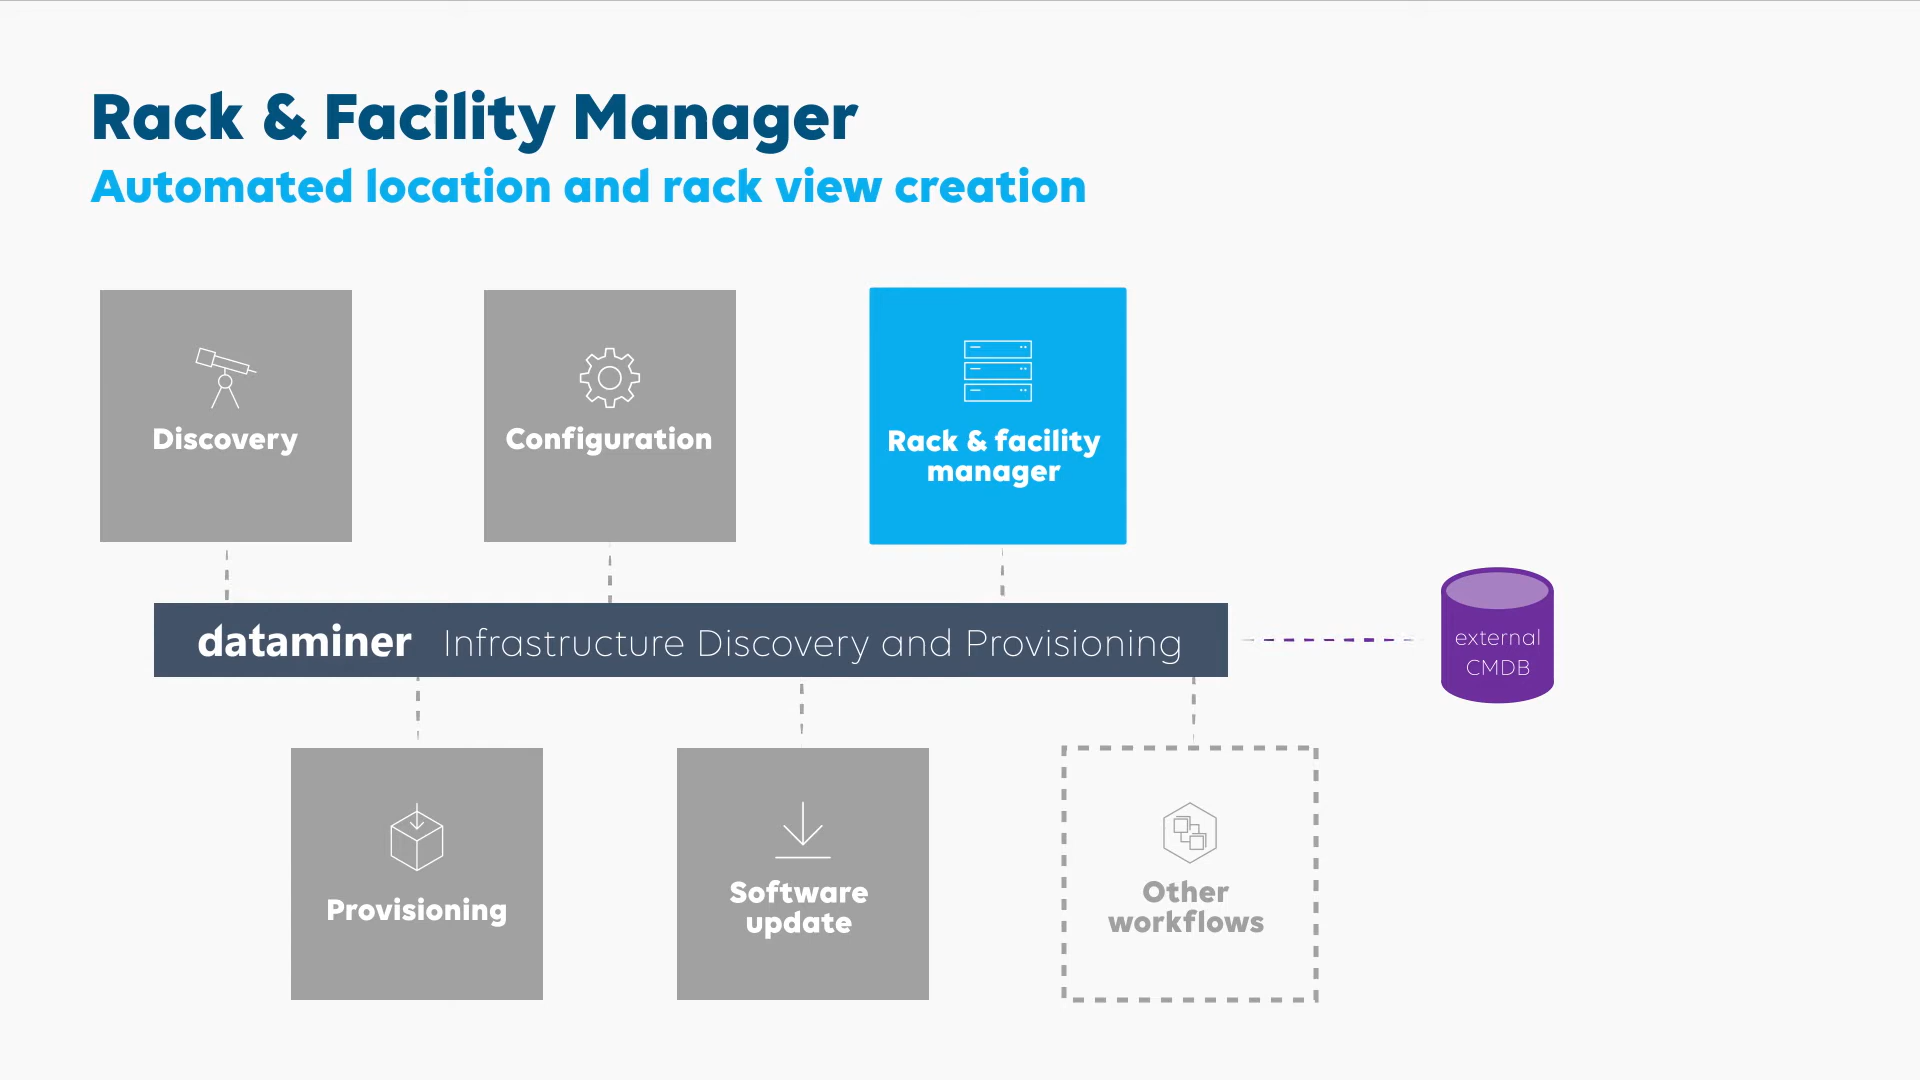 Rack & Facility Manager
Automated location and rack view creation
Discovery
Configuration
Rack & facility
manager
dataminer Infrastructure Discovery and Provisioning
external
CMDB
Provisioning
Software
update
Other
workflows